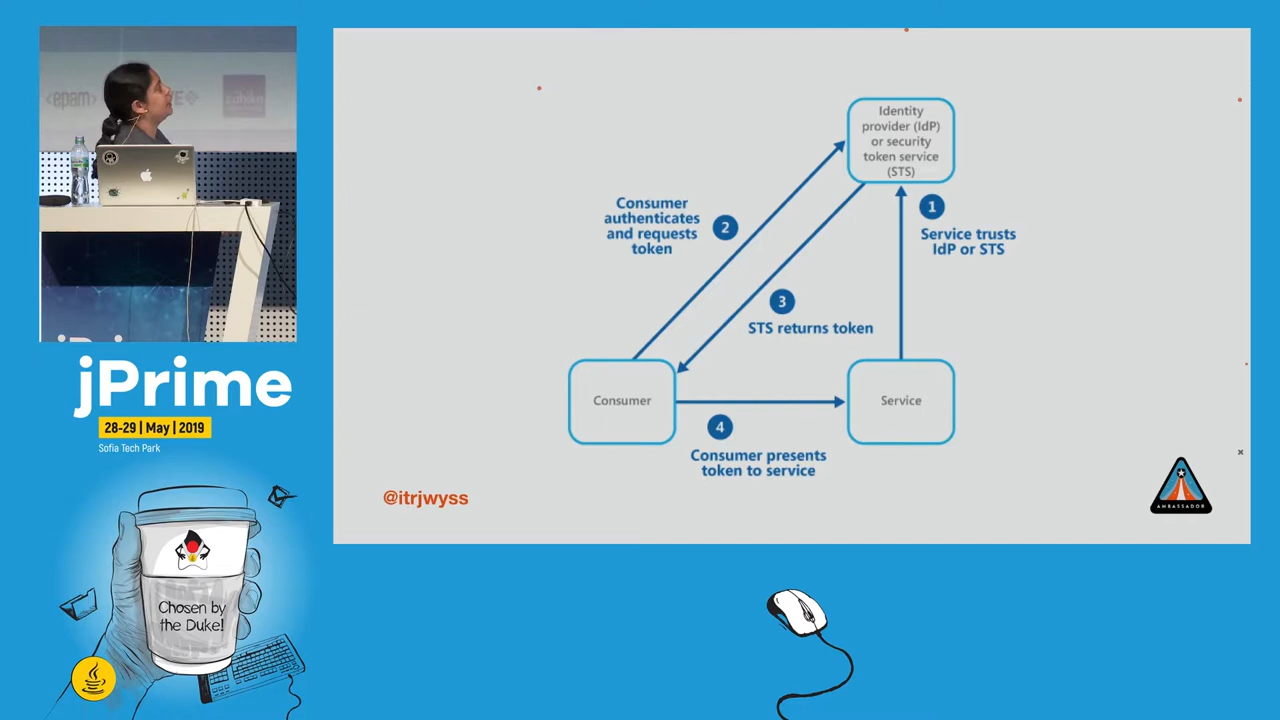 <epam>
jPrime
28-29 | May | 2019
Sofia Tech Park
Chosen by
the Duke!
Identity
provider (IdP)
or security
token service
(STS)
1
Service trusts
IdP or STS
Consumer
authenticates
and requests
token
2
3
STS returns token
Consumer
Service
4
Consumer presents
token to service
@itrjwyss
AMBASSADOR